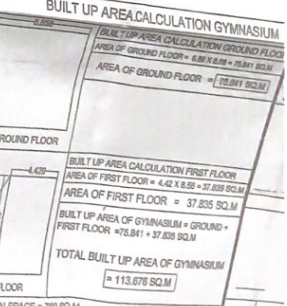 BUILT UP AREA.CALCULATION GYMNASIUM
BUILT UP AREA CALCULATION GROUND FLOO
AREA OF GROUND FLOOR = 8.86 X 8.56 = 75.841 SQ.M
AREA OF GROUND FLOOR = 75.841 SQ.M
ROUND FLOOR
BUILT UP AREA CALCULATION FIRST FLOOR
4.420
AREA OF FIRST FLOOR = 4.42 X 8.56 = 37.835 SQ.M
AREA OF FIRST FLOOR = 37.835 SQ.M
BUILT UP AREA OF GYMNASIUM = GROUND +
FIRST FLOOR =75.841 + 37.835 SQ.M
TOTAL BUILT UP AREA OF GYMNASIUM
= 113.676 SQ.M
LOOR